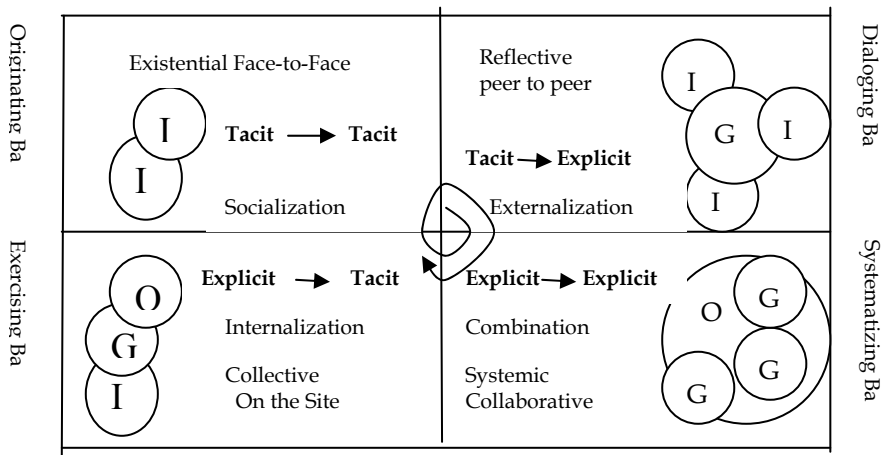 Originating Ba
Existential Face-to-Face
I
I
Tacit Tacit
Socialization
Reflective
peer to peer
Tacit Explicit
Externalization
I
G
I
I
Dialoging Ba
Exercising Ba
O
G
I
Explicit Tacit
Internalization
Collective
On the Site
Explicit Explicit
Combination
Systemic
Collaborative
O
G
G
G
Systematizing Ba